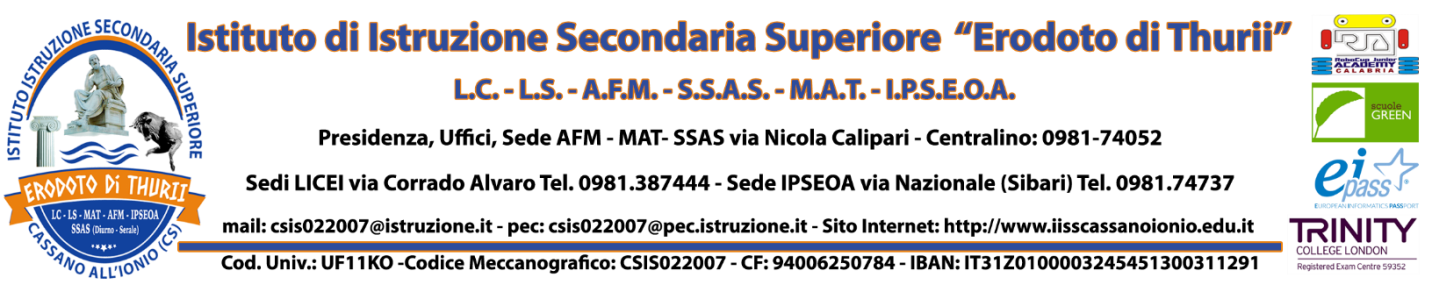 Istituto di Istruzione Secondaria Superiore “Erodoto di Thurii”
L.C. - L.S. - A.F.M. - S.S.A.S. - M.A.T. - I.P.S.E.O.A.
Presidenza, Uffici, Sede AFM - MAT- SSAS via Nicola Calipari - Centralino: 0981-74052
Sedi LICEI via Corrado Alvaro Tel. 0981.387444 - Sede IPSEOA via Nazionale (Sibari) Tel. 0981.74737
mail: csis022007@istruzione.it - pec: csis022007@pec.istruzione.it - Sito Internet: http://www.iisscassanoionio.edu.it
Cod. Univ.: UF11KO -Codice Meccanografico: CSIS022007 - CF: 94006250784 - IBAN: IT31Z0100003245451300311291
ISTITUTO ISTRUZIONE SECONDARIA SUPERIORE
ERODOTO Di THURII
LC - LS - MAT - AFM - IPSEOA
SSAS (Diurno - Serale)
CASSANO ALL'IONIO (CS)
RJA
RoboCup Junior
ACADEMY
CALABRIA
scuole
GREEN
ei
pass
EUROPEAN INFORMATICS PASSPORT
TRINITY
COLLEGE LONDON
Registered Exam Centre 59352